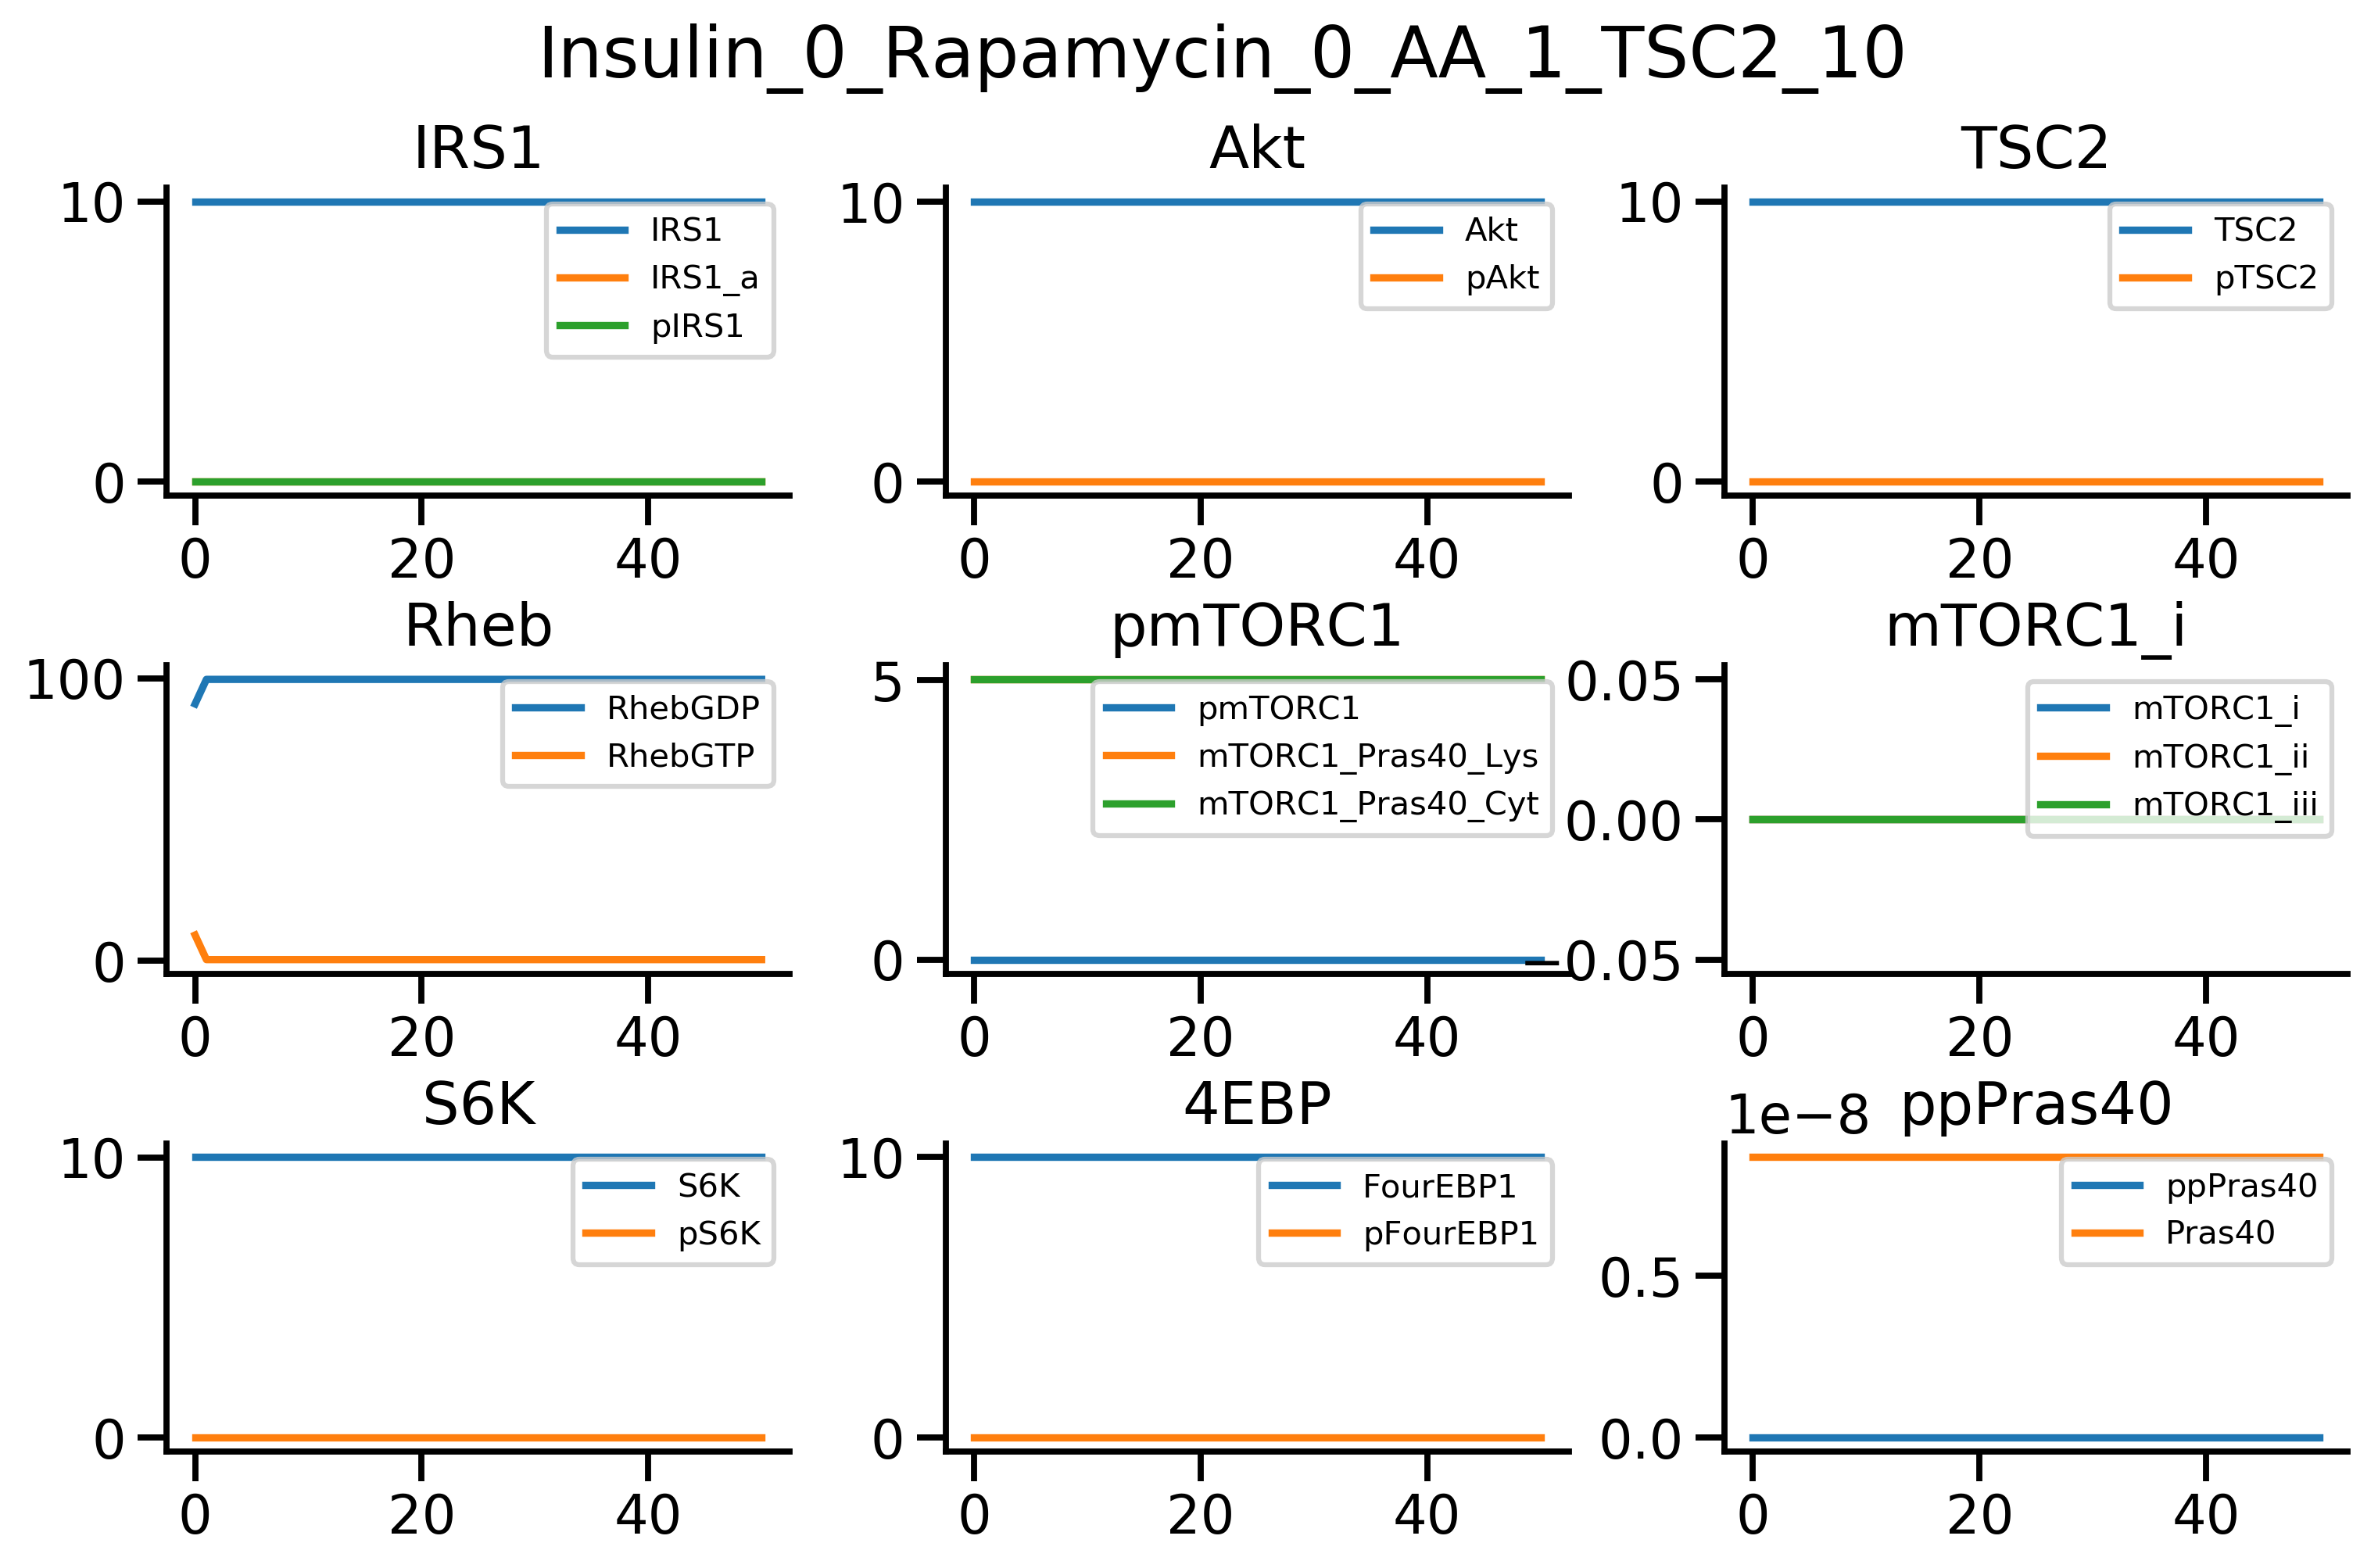 Insulin_0_Rapamycin_0_AA_1_TSC2_10
IRS1
10
0
0 20 40
IRS1
IRS1_a
pIRS1
Akt
10
0
0 20 40
Akt
pAkt
TSC2
10
0
0 20 40
TSC2
pTSC2
Rheb
100
0
0 20 40
RhebGDP
RhebGTP
pmTORC1
5
0
0 20 40
pmTORC1
mTORC1_Pras40_Lys
mTORC1_Pras40_Cyt
mTORC1_i
0.05
0.00
−0.05
0 20 40
mTORC1_i
mTORC1_ii
mTORC1_iii
S6K
10
0
0 20 40
S6K
pS6K
4EBP
10
0
0 20 40
FourEBP1
pFourEBP1
1e−8 ppPras40
0.5
0.0
0 20 40
ppPras40
Pras40